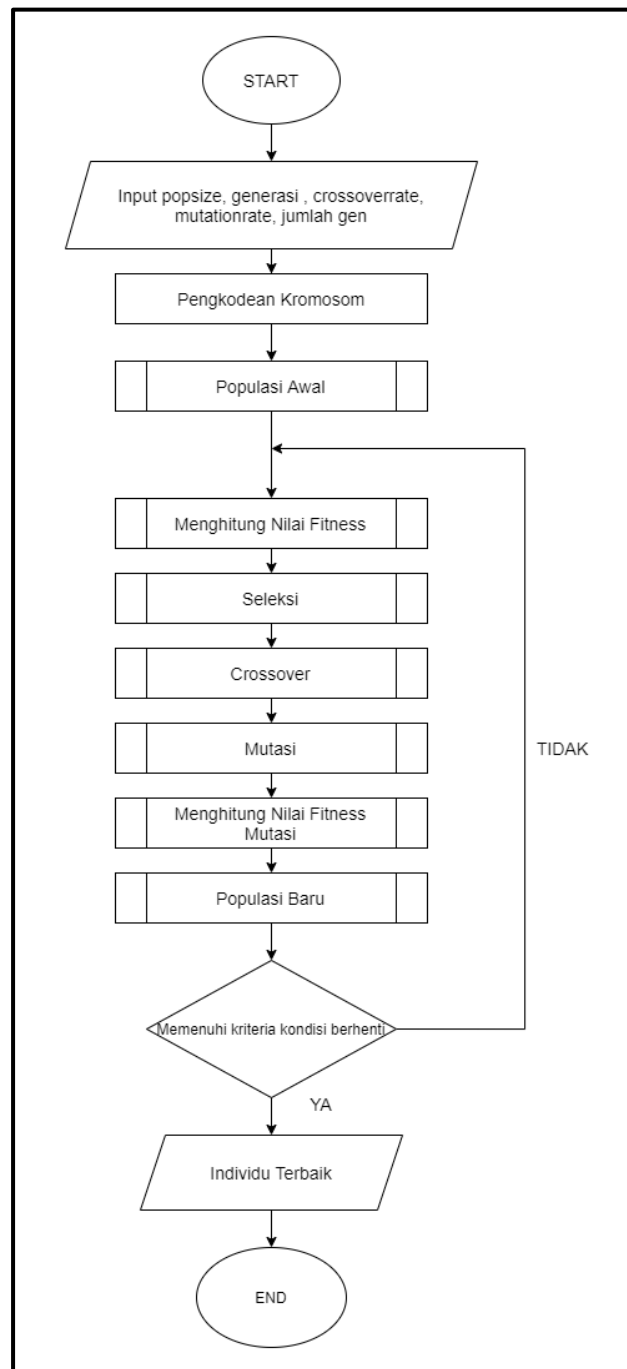 START
Input popsize, generasi , crossoverrate,
mutationrate, jumlah gen
Pengkodean Kromosom
Populasi Awal
Menghitung Nilai Fitness
Seleksi
Crossover
Mutasi
TIDAK
Menghitung Nilai Fitness
Mutasi
Populasi Baru
Memenuhi kriteria kondisi berhenti
YA
Individu Terbaik
END